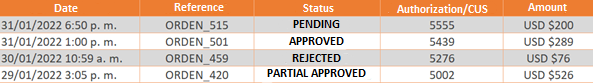 Date Reference Status Authorization/CUS Amount
31/01/2022 6:50 p. m. ORDEN_515 PENDING 5555 USD $200
31/01/2022 1:00 p. m. ORDEN_501 APPROVED 5439 USD $289
30/01/2022 10:59 a. m. ORDEN_459 REJECTED 5276 USD $76
29/01/2022 3:05 p. m. ORDEN_420 PARTIAL APPROVED 5002 USD $526